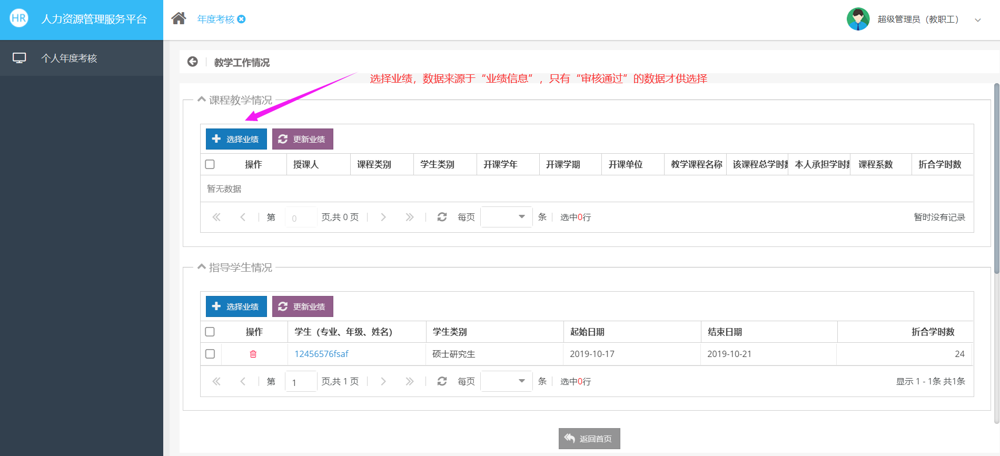 HR 人力资源管理服务平台 年度考核 超级管理员（教职工）
个人年度考核
教学工作情况
选择业绩，数据来源于“业绩信息”，只有“审核通过”的数据才供选择
课程教学情况
选择业绩 更新业绩
操作 授课人 课程类别 学生类别 开课学年 开课学期 开课单位 教学课程名称 该课程总学时数 本人承担学时数 课程系数 折合学时数
暂无数据
第 0 页,共 0 页 每页 条 选中0行 暂时没有记录
指导学生情况
选择业绩 更新业绩
操作 学生（专业、年级、姓名） 学生类别 起始日期 结束日期 折合学时数
12456576fsaf 硕士研究生 2019-10-17 2019-10-21 24
第 1 页,共 1 页 每页 条 选中0行 显示 1 - 1条 共1条
返回首页